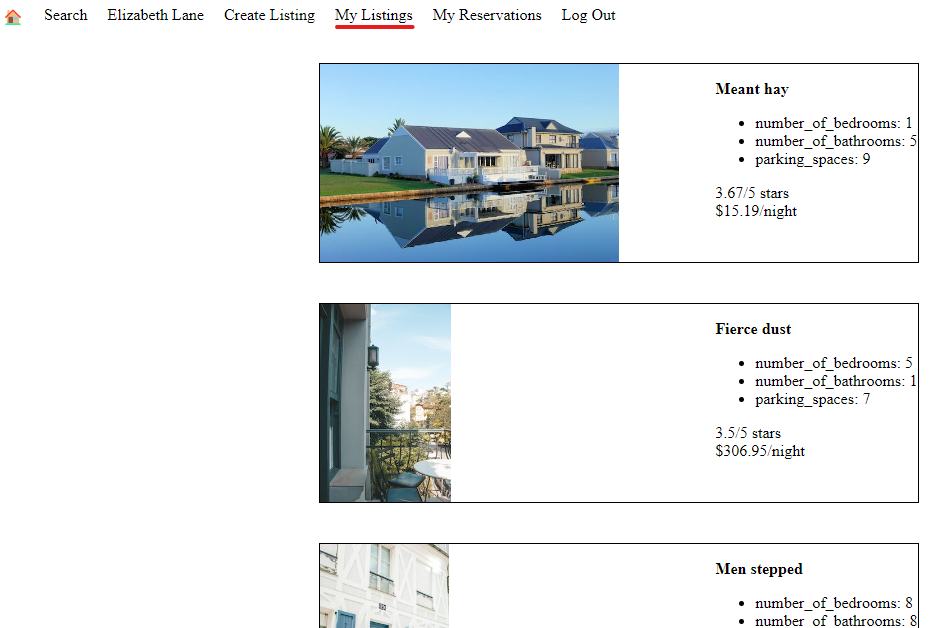 Search Elizabeth Lane Create Listing My Listings My Reservations Log Out
Meant hay
number_of_bedrooms: 1
number_of_bathrooms: 5
parking_spaces: 9
3.67/5 stars
$15.19/night
Fierce dust
number_of_bedrooms: 5
number_of_bathrooms: 1
parking_spaces: 7
3.5/5 stars
$306.95/night
Men stepped
number_of_bedrooms: 8
number_of_bathrooms: 8